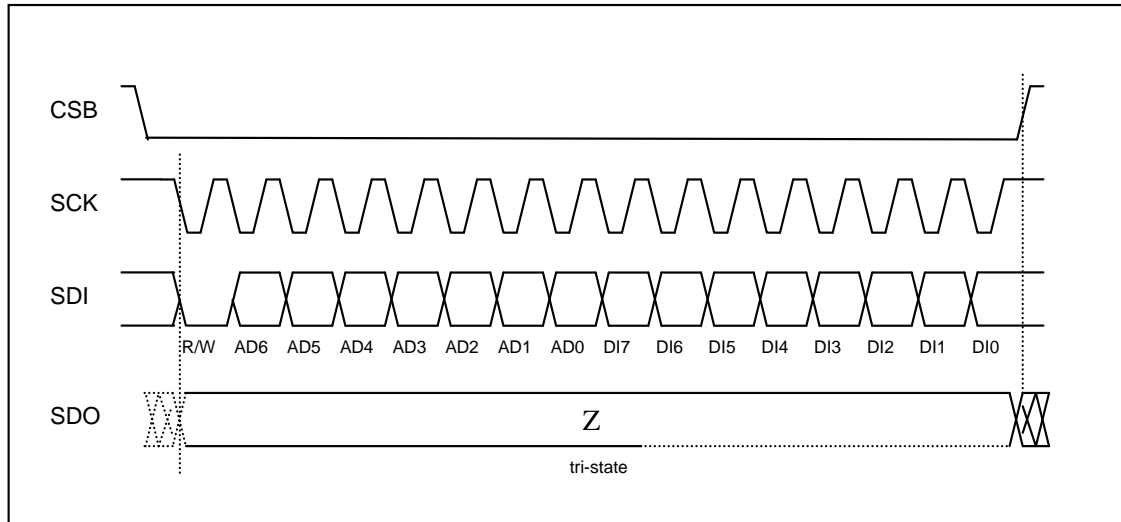 CSB
SCK
SDI
R/W AD6 AD5 AD4 AD3 AD2 AD1 AD0 DI7 DI6 DI5 DI4 DI3 DI2 DI1 DI0
SDO
Z
tri-state